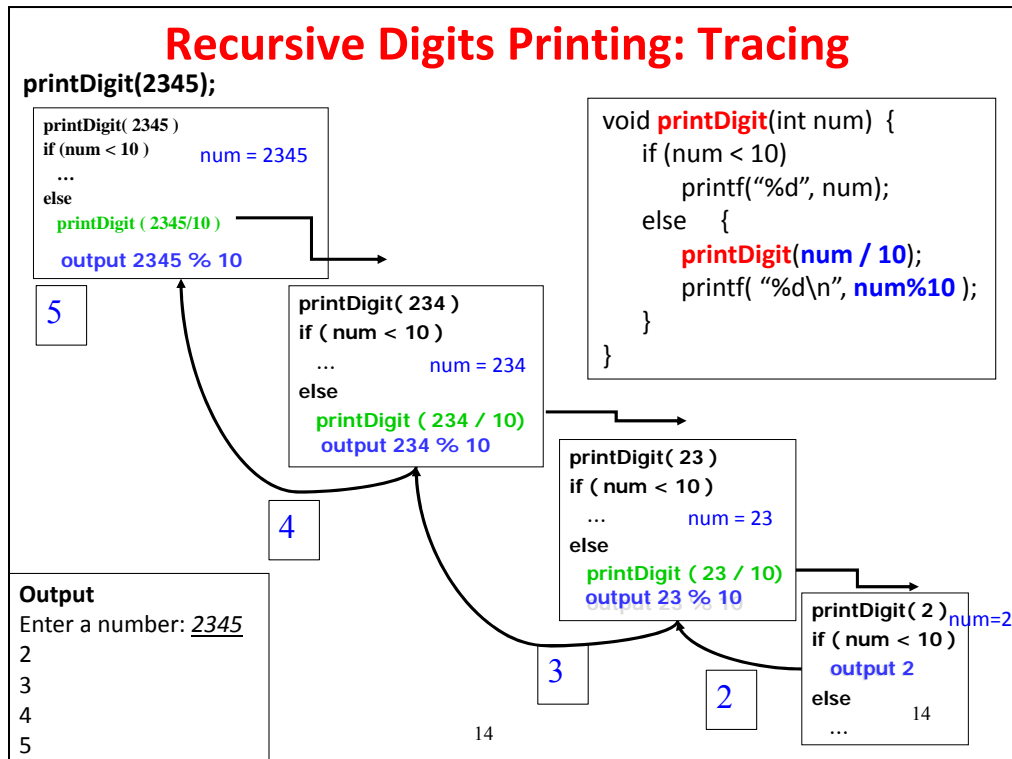 Recursive Digits Printing: Tracing
printDigit(2345);
printDigit( 2345 )
if (num < 10 )
num = 2345
...
else
printDigit ( 2345/10 )
output 2345 % 10
5
void printDigit(int num) {
if (num < 10)
printf(“%d”, num);
else {
printDigit(num / 10);
printf( “%d\n”, num%10 );
}
}
printDigit( 234 )
if ( num < 10 )
... num = 234
else
printDigit ( 234 / 10)
output 234 % 10
4
printDigit( 23 )
if ( num < 10 )
... num = 23
else
printDigit ( 23 / 10)
output 23 % 10
3
printDigit( 2 ) num=2
if ( num < 10 )
output 2
else
...
2
Output
Enter a number: 2345
2
3
4
5
14
14